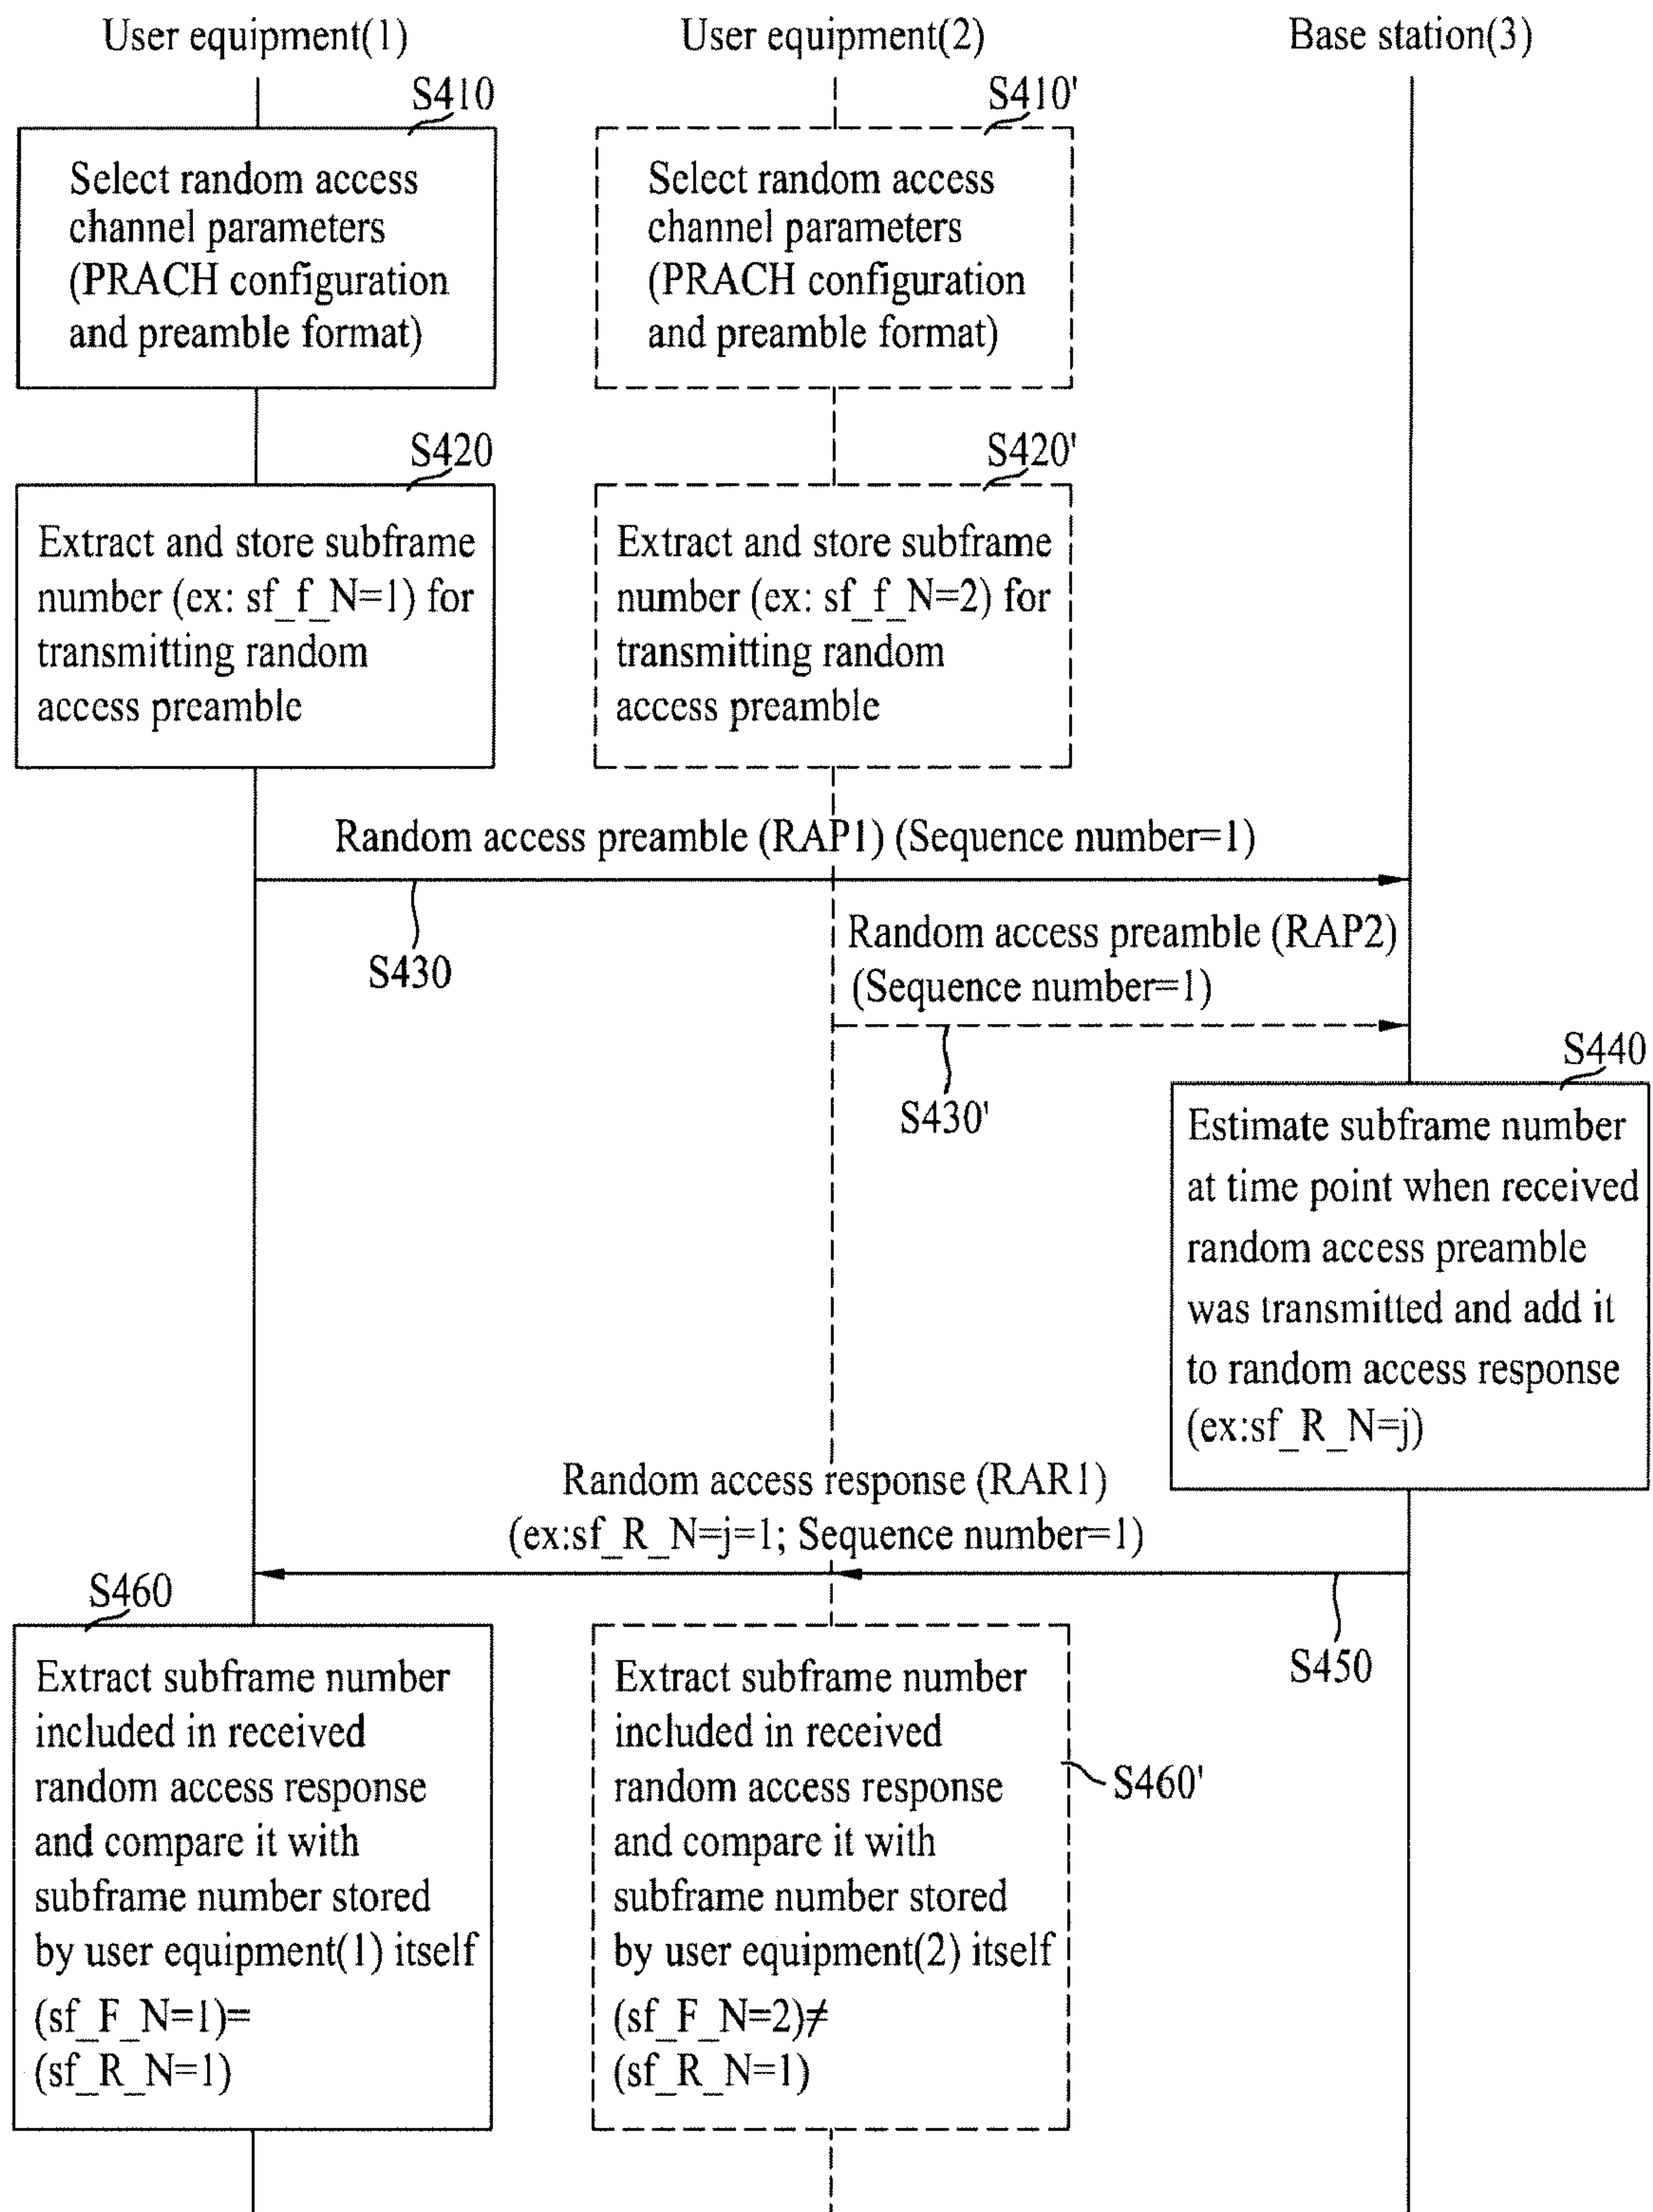 User equipment(1)
User equipment(2)
Base station(3)
S410
S410'
Select random access
channel parameters
(PRACH configuration
and preamble format)
Select random access
channel parameters
(PRACH configuration
and preamble format)
S420
S420'
Extract and store subframe
number (ex: sf_f_N=1) for
transmitting random
access preamble
Extract and store subframe
number (ex: sf_f_N=2) for
transmitting random
access preamble
Random access preamble (RAP1) (Sequence number=1)
S430
Random access preamble (RAP2)
(Sequence number=1)
S430'
S440
Estimate subframe number
at time point when received
random access preamble
was transmitted and add it
to random access response
(ex:sf_R_N=j)
Random access response (RAR1)
(ex:sf_R_N=j=1; Sequence number=1)
S450
S460
Extract subframe number
included in received
random access response
and compare it with
subframe number stored
by user equipment(1) itself
(sf_F_N=1)=
(sf_R_N=1)
Extract subframe number
included in received
random access response
and compare it with
subframe number stored
by user equipment(2) itself
(sf_F_N=2)≠
(sf_R_N=1)
S460'